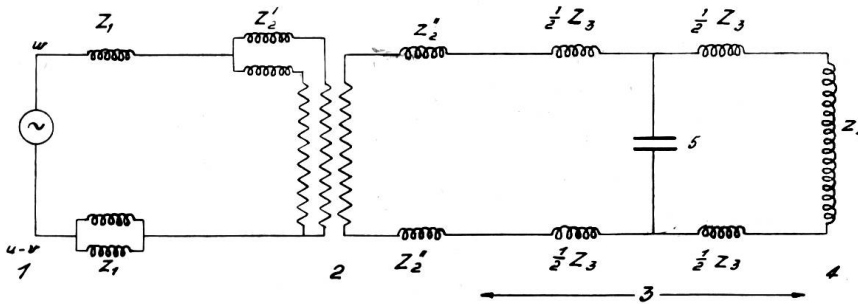 w Z₁ Z₂' Z₂" ½ Z₃ ½ Z₃
5
u-v Z₁ Z₂" ½ Z₃ ½ Z₃
1 2 3 4